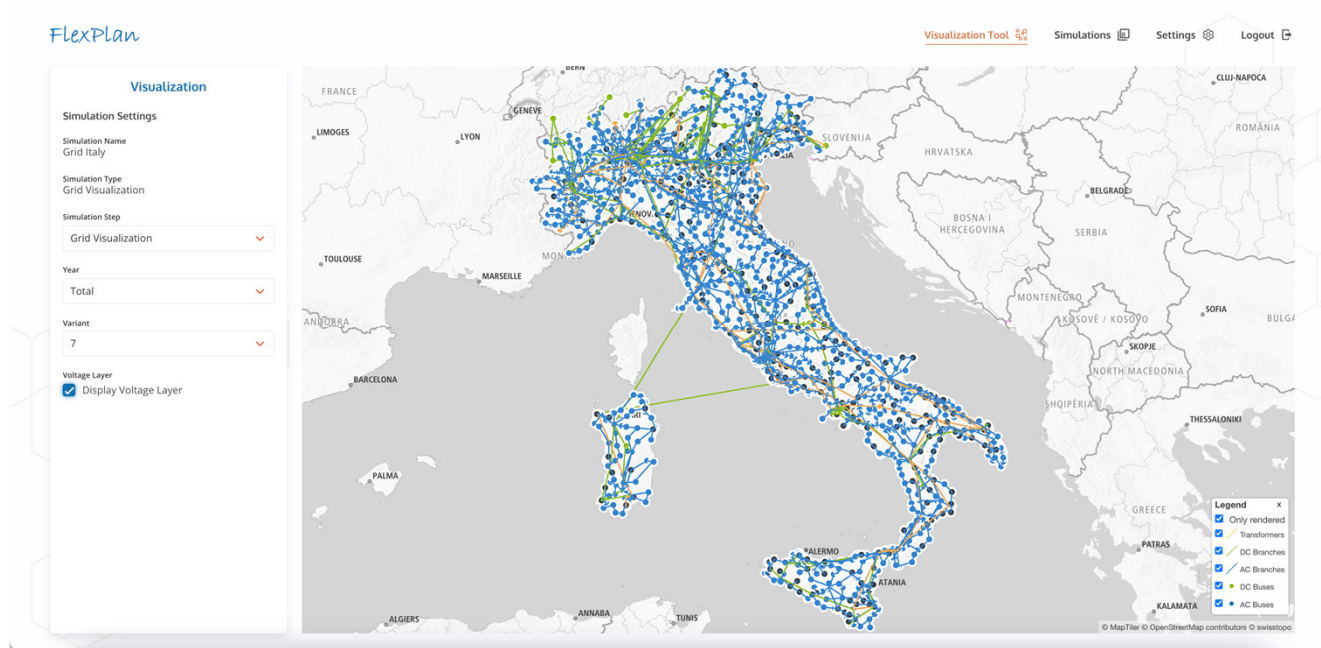 FlexPlan
Visualization Tool
Simulations
Settings
Logout
Visualization
Simulation Settings
Simulation Name
Grid Italy
Simulation Type
Grid Visualization
Simulation Step
Grid Visualization
Year
Total
Variant
7
Voltage Layer
Display Voltage Layer
BERN
CLUJ-NAPOCA
FRANCE
GENÈVE
LIMOGES
LYON
SLOVENIJA
ROMÂNIA
HRVATSKA
BELGRADE
GENOV
BOSNA I
HERCEGOVINA
SERBIA
TOULOUSE
MARSEILLE
MONTENEGRO
SOFIA
ANDORRA
KOSOVË / KOSOVO
BULGA
SKOPJE
BARCELONA
NORTH MACEDONIA
SHQIPËRIA
THESSALONIKI
PALMA
GREECE
PALERMO
PATRAS
ATANIA
ALGIERS
ANNABA
TUNIS
KALAMATA
Legend x
Only rendered
Transformers
DC Branches
AC Branches
DC Buses
AC Buses
© MapTiler © OpenStreetMap contributors © swisstopo